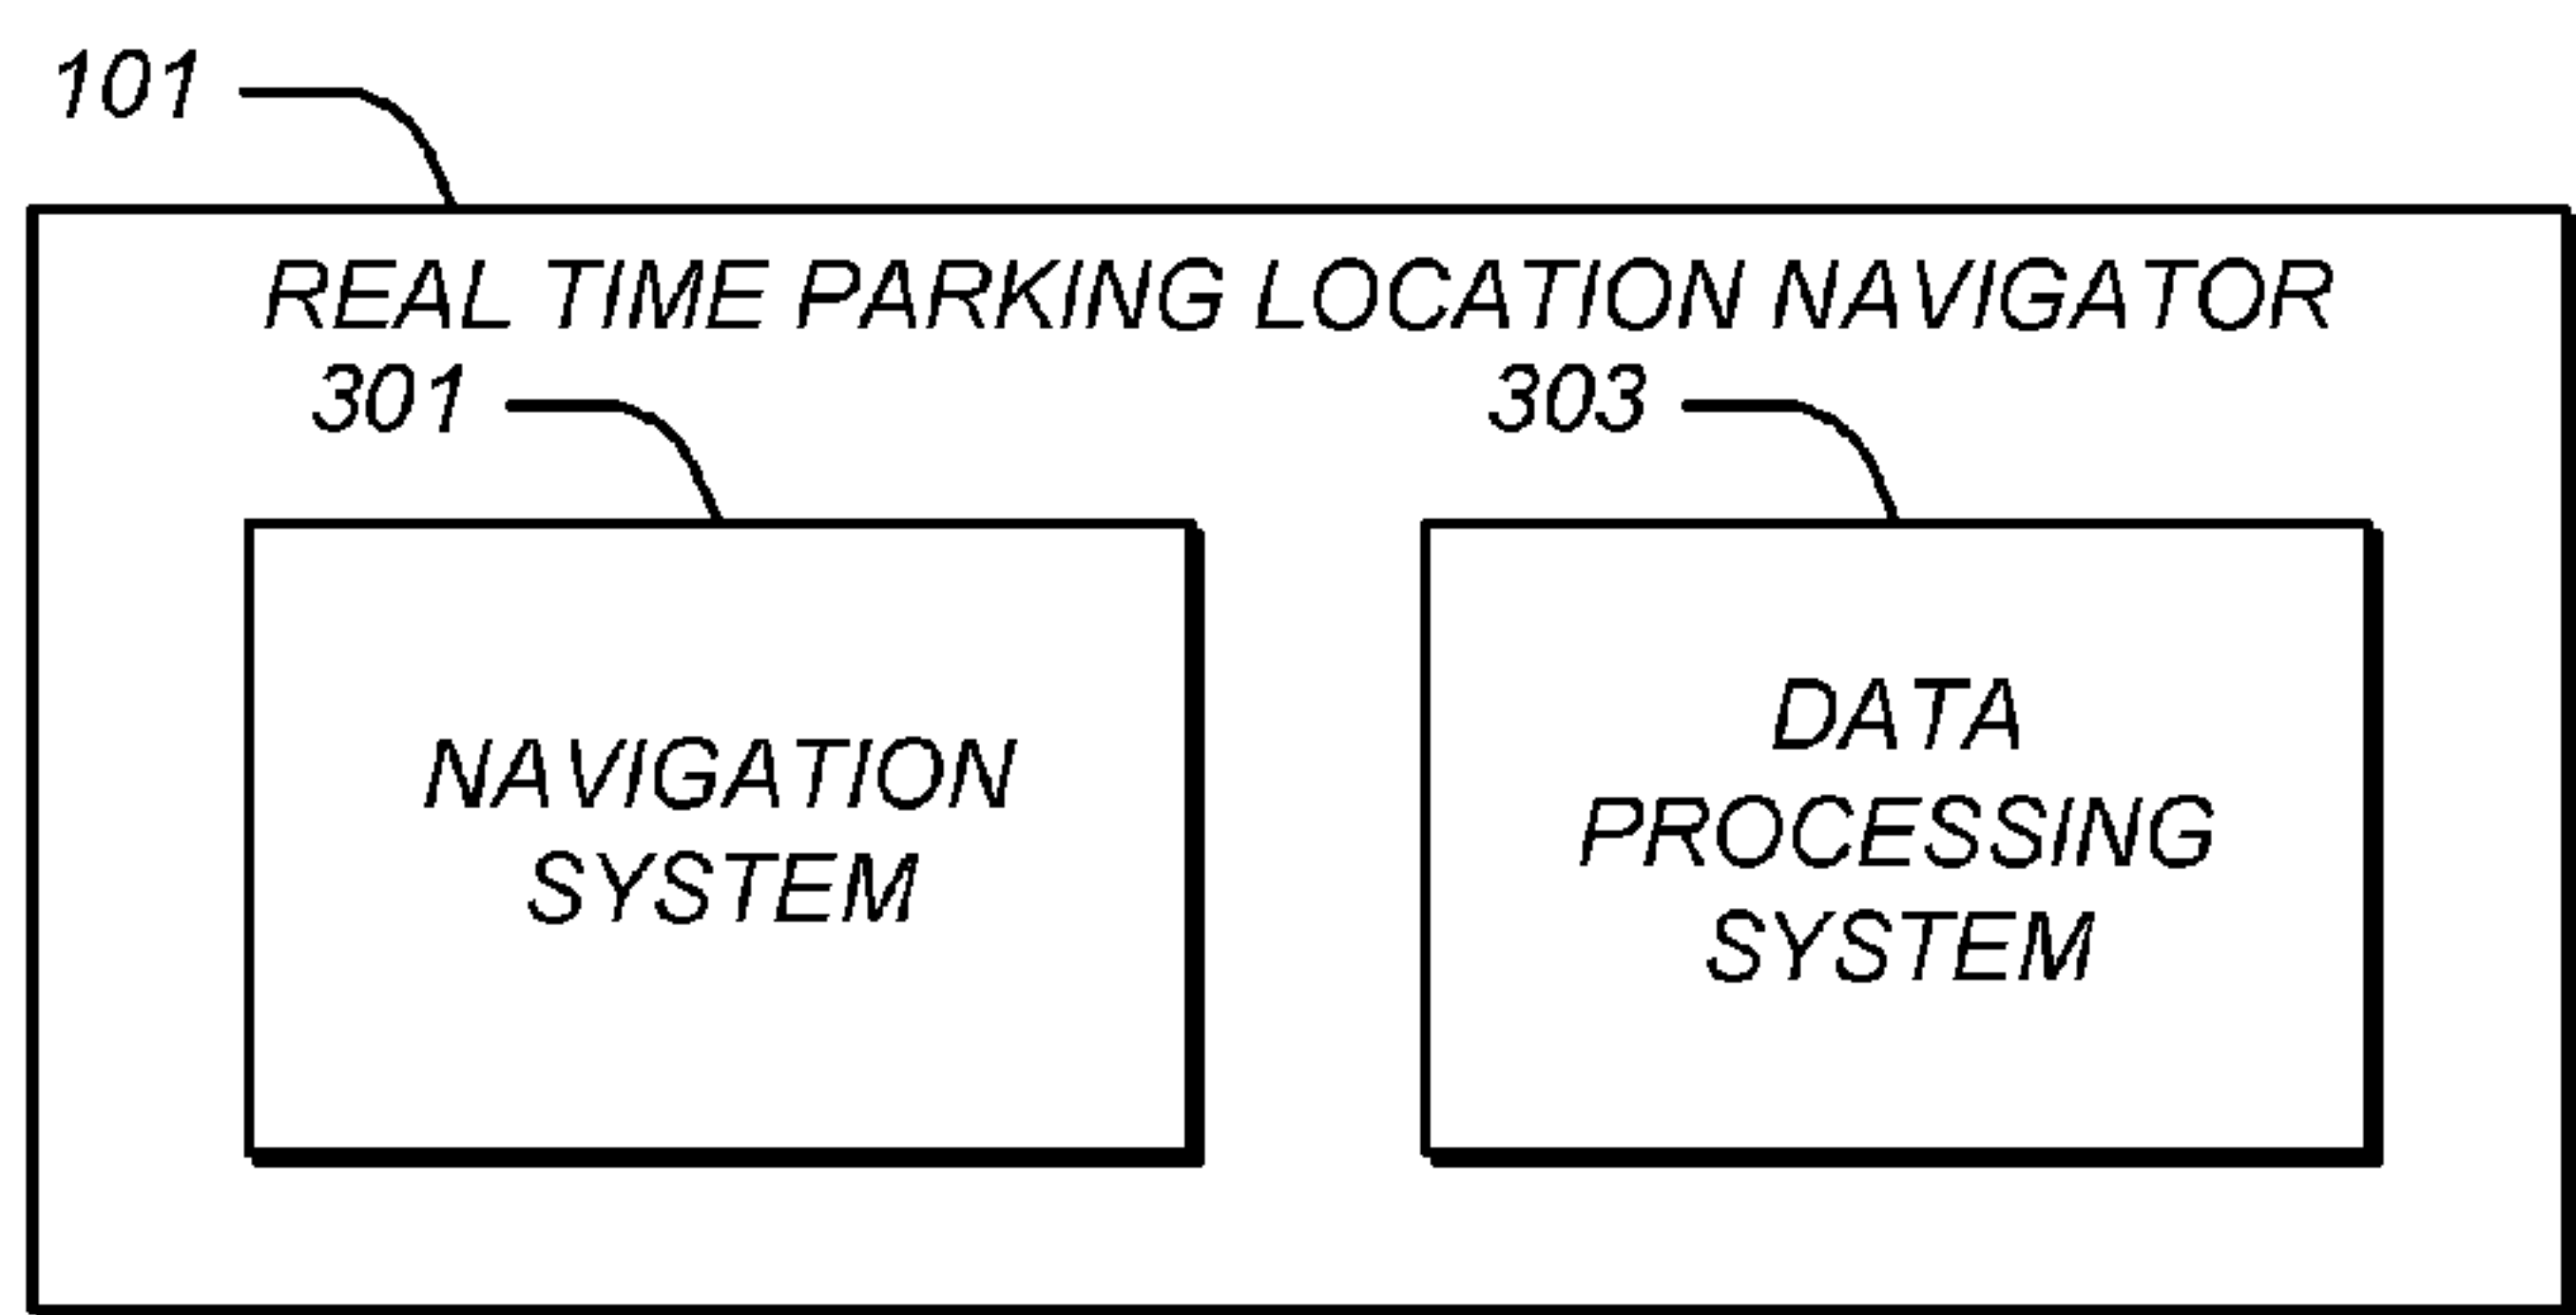 101
REAL TIME PARKING LOCATION NAVIGATOR
301
303
NAVIGATION
SYSTEM
DATA
PROCESSING
SYSTEM